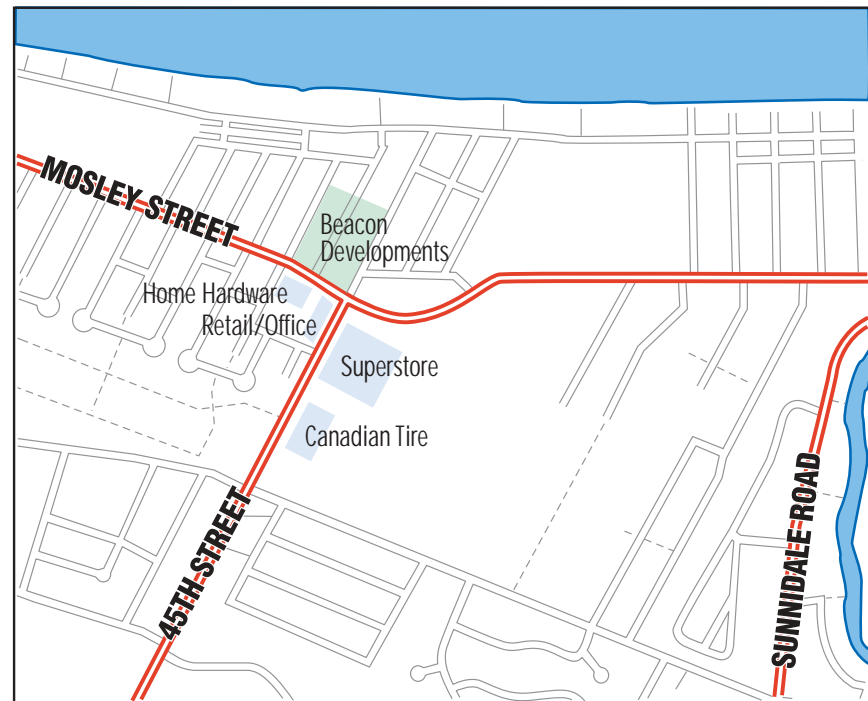 MOSLEY STREET
Beacon
Developments
Home Hardware
Retail/Office
Superstore
Canadian Tire
45TH STREET
SUNNIDALE ROAD